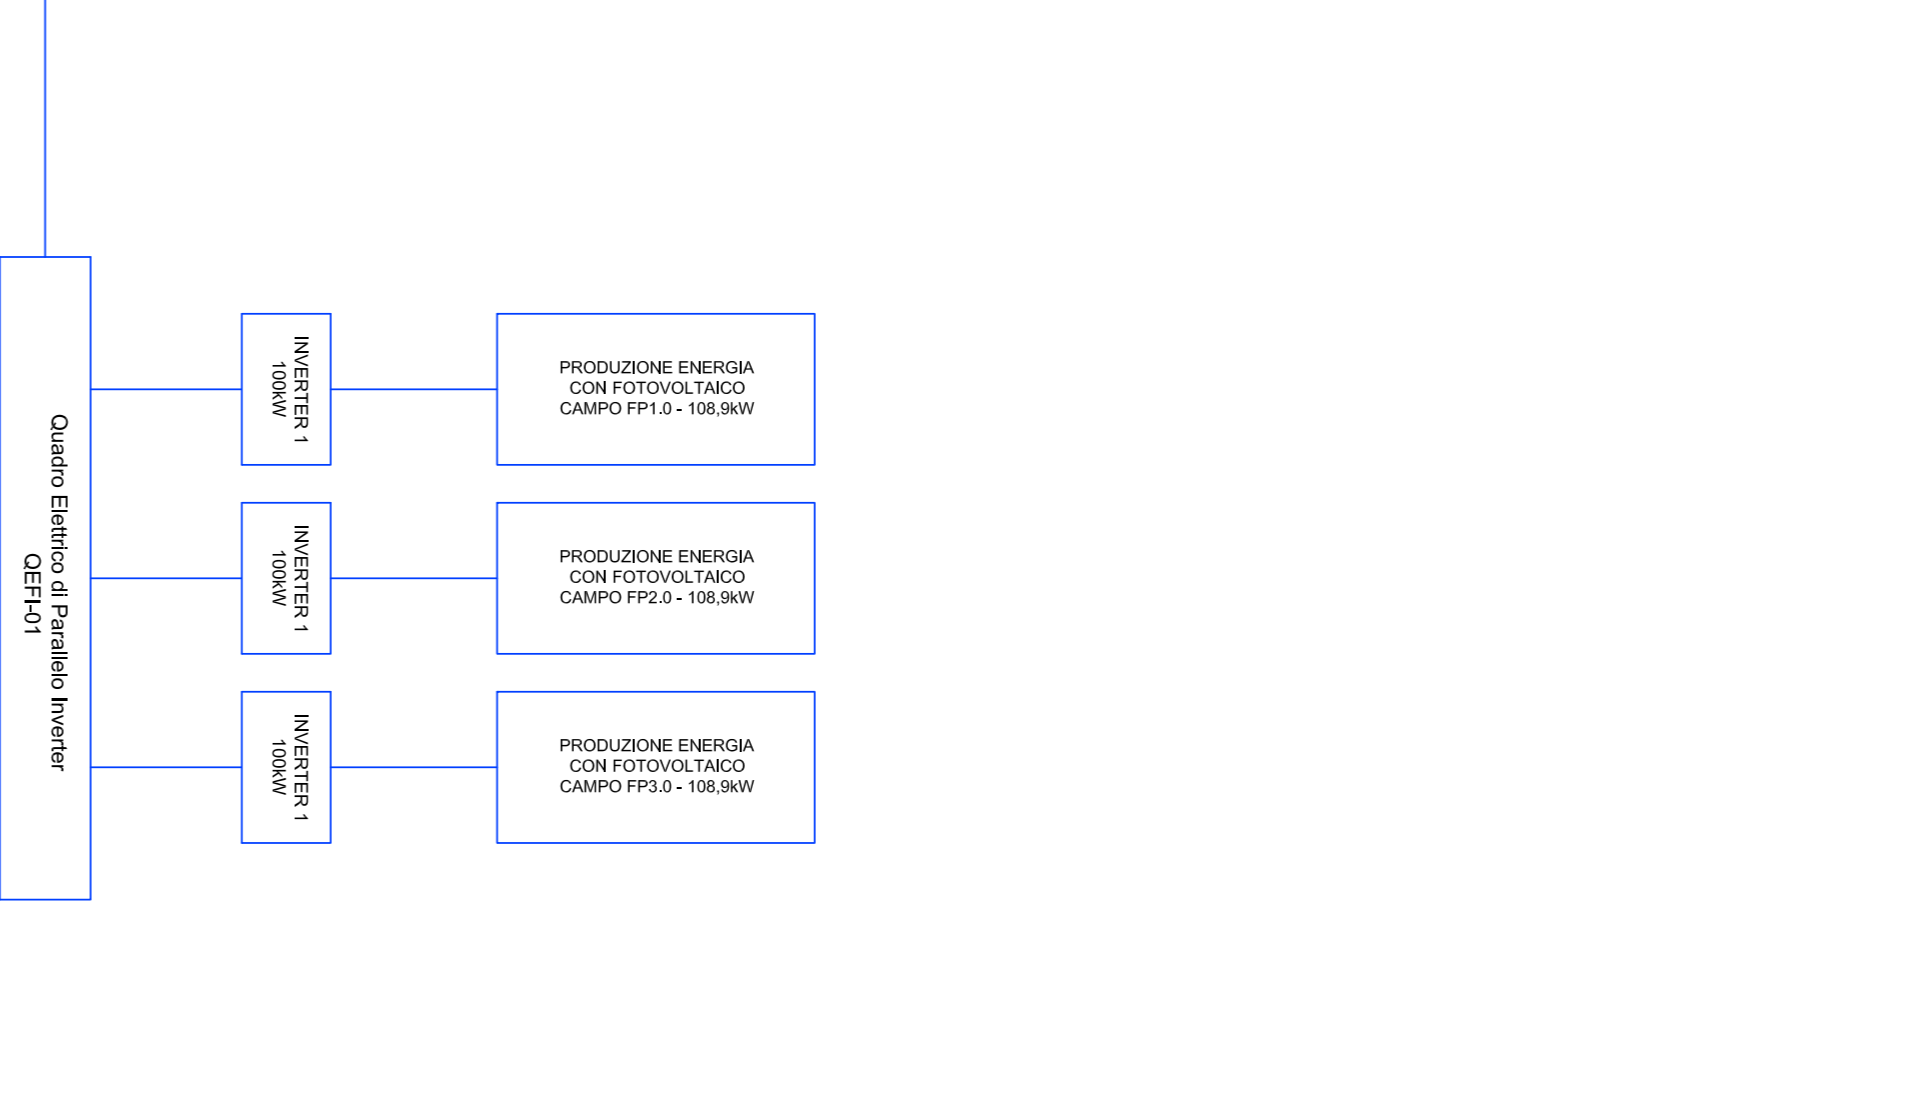 Quadro Elettrico di Parallelo Inverter
QEFI-01
INVERTER 1
100kW
PRODUZIONE ENERGIA
CON FOTOVOLTAICO
CAMPO FP1.0 - 108,9kW
INVERTER 1
100kW
PRODUZIONE ENERGIA
CON FOTOVOLTAICO
CAMPO FP2.0 - 108,9kW
INVERTER 1
100kW
PRODUZIONE ENERGIA
CON FOTOVOLTAICO
CAMPO FP3.0 - 108,9kW